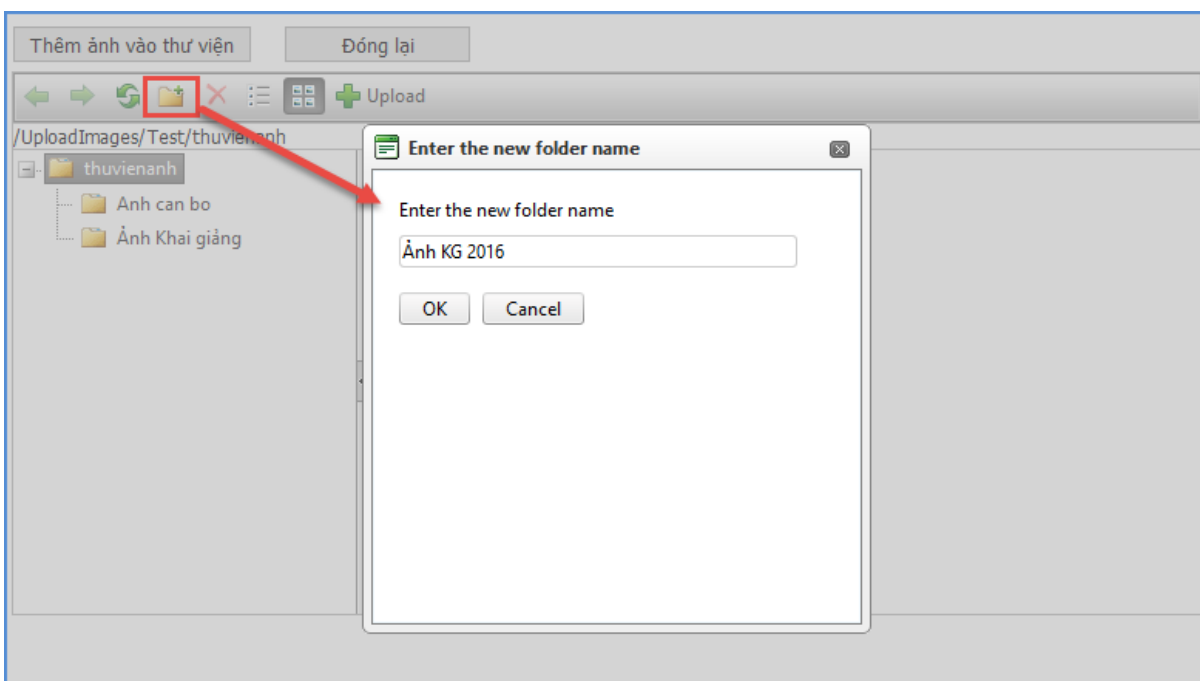 Thêm ảnh vào thư viện
Đóng lại
Upload
/UploadImages/Test/thuvienanh
thuvienanh
Anh can bo
Ảnh Khai giảng
Enter the new folder name
Enter the new folder name
Ảnh KG 2016
OK
Cancel